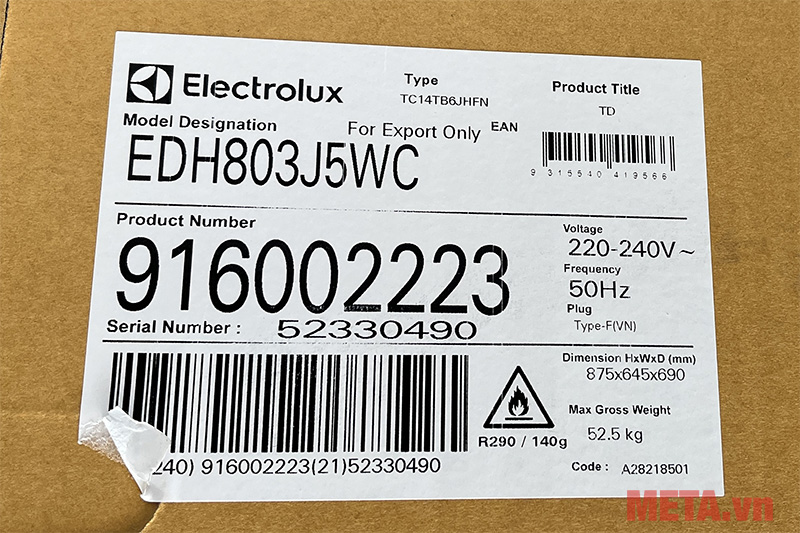 Electrolux
Type
TC14TB6JHFN
Product Title
TD
Model Designation
For Export Only
EAN
EDH803J5WC
9 315540 419566
Product Number
916002223
Voltage
220-240V~
Frequency
50Hz
Plug
Type-F(VN)
Serial Number : 52330490
Dimension HxWxD (mm)
875x645x690
Max Gross Weight
52.5 kg
R290 / 140g
240) 916002223(21)52330490
Code : A28218501
META.vn